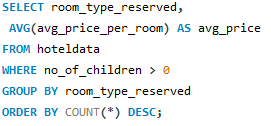 SELECT room_type_reserved,
AVG(avg_price_per_room) AS avg_price
FROM hoteldata
WHERE no_of_children > 0
GROUP BY room_type_reserved
ORDER BY COUNT(*) DESC;